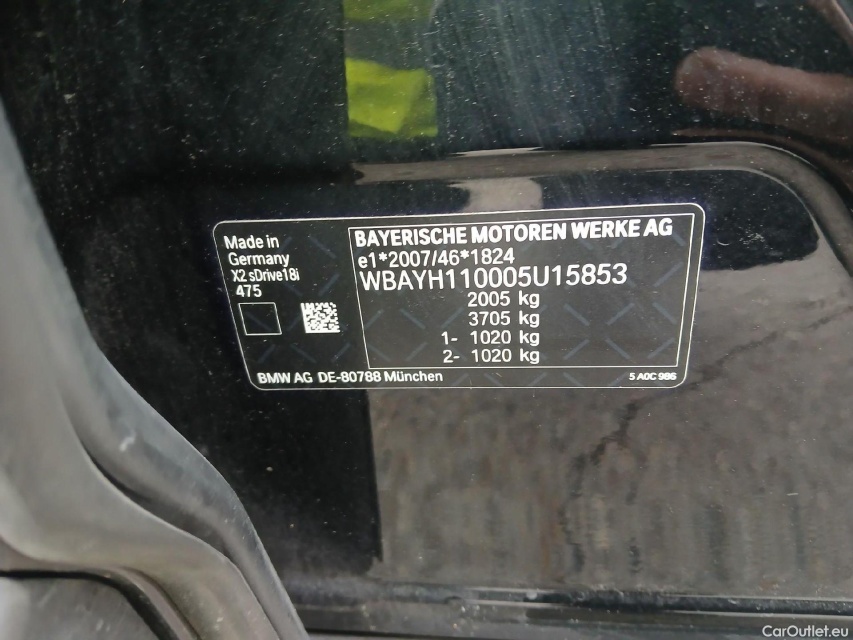 Made in
Germany
X2 sDrive18i
475
BAYERISCHE MOTOREN WERKE AG
e1*2007/46*1824
WBAYH110005U15853
2005 kg
3705 kg
1- 1020 kg
2- 1020 kg
BMW AG DE-80788 München
5 A0C 986
CarOutlet.eu